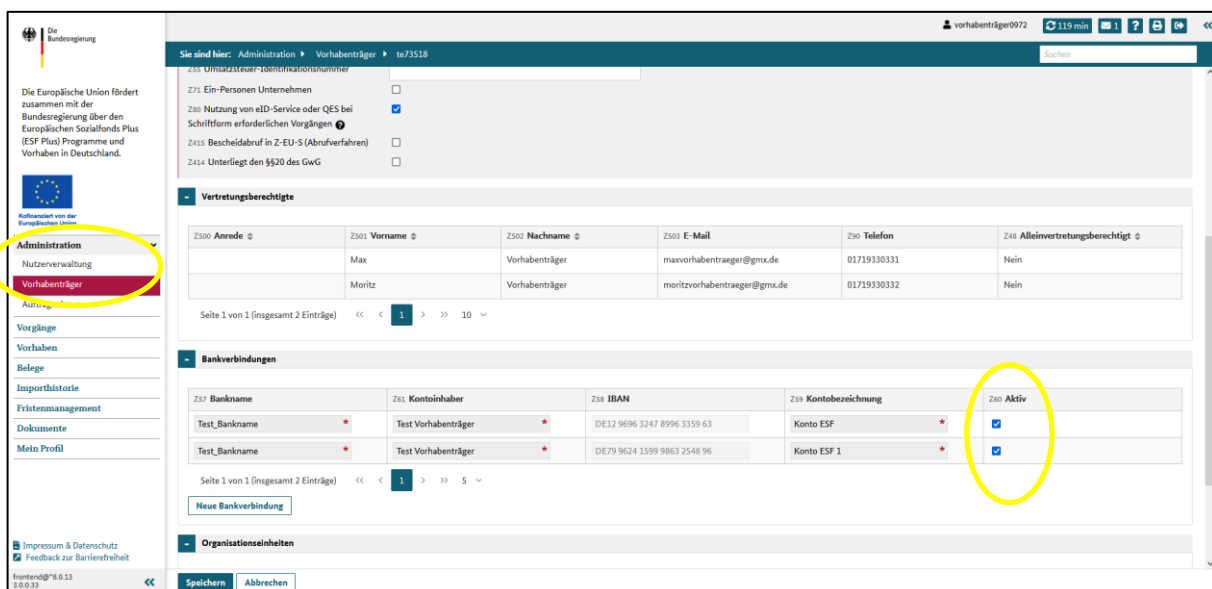 Die
Bundesregierung
vorhabenträger0972
119 min
1
?
Sie sind hier: Administration Vorhabenträger te73518
Suchen
Die Europäische Union fördert
zusammen mit der
Bundesregierung über den
Europäischen Sozialfonds Plus
(ESF Plus) Programme und
Vorhaben in Deutschland.
Kofinanziert von der
Europäischen Union
Administration
Nutzerverwaltung
Vorhabenträger
Vorgänge
Vorhaben
Belege
Importhistorie
Fristenmanagement
Dokumente
Mein Profil
Impressum & Datenschutz
Feedback zur Barrierefreiheit
frontend@^8.0.13
3.0.0.33
Z55 Umsatzsteuer-Identifikationsnummer
Z71 Ein-Personen Unternehmen
Z80 Nutzung von eID-Service oder QES bei
Schriftform erforderlichen Vorgängen ?
Z415 Bescheidabruf in Z-EU-S (Abrufverfahren)
Z414 Unterliegt den §§20 des GwG
- Vertretungsberechtigte
Z500 Anrede Z501 Vorname Z502 Nachname Z503 E-Mail Z90 Telefon Z48 Alleinvertretungsberechtigt
Max Vorhabenträger maxvorhabentraeger@gmx.de 01719330331 Nein
Moritz Vorhabenträger moritzvorhabentraeger@gmx.de 01719330332 Nein
Seite 1 von 1 (insgesamt 2 Einträge) << < 1 > >> 10
- Bankverbindungen
Z57 Bankname Z61 Kontoinhaber Z58 IBAN Z59 Kontobezeichnung Z60 Aktiv
Test_Bankname * Test Vorhabenträger * DE12 9696 3247 8996 3359 63 Konto ESF *
Test_Bankname * Test Vorhabenträger * DE79 9624 1599 9863 2548 96 Konto ESF 1 *
Seite 1 von 1 (insgesamt 2 Einträge) << < 1 > >> 5
Neue Bankverbindung
- Organisationseinheiten
Speichern Abbrechen